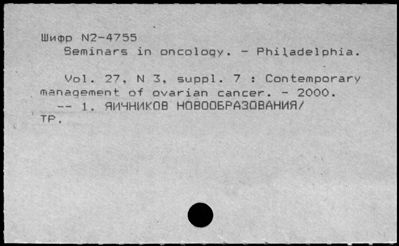 Шифр N2-4755
Seminars in oncology. - Philadelphia.
Vol. 27, N 3, suppl. 7 : Contemporary
management of ovarian cancer. - 2000.
-- 1. ЯИЧНИКОВ НОВООБРАЗОВАНИЯ/
ТР.